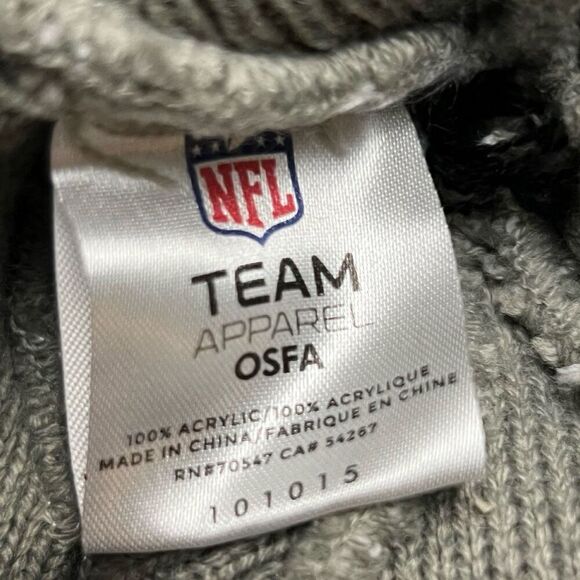 NFL
TEAM
APPAREL
OSFA
100% ACRYLIC/100% ACRYLIQUE
MADE IN CHINA/FABRIQUE EN CHINE
RN#70547 CA# 54267
101015